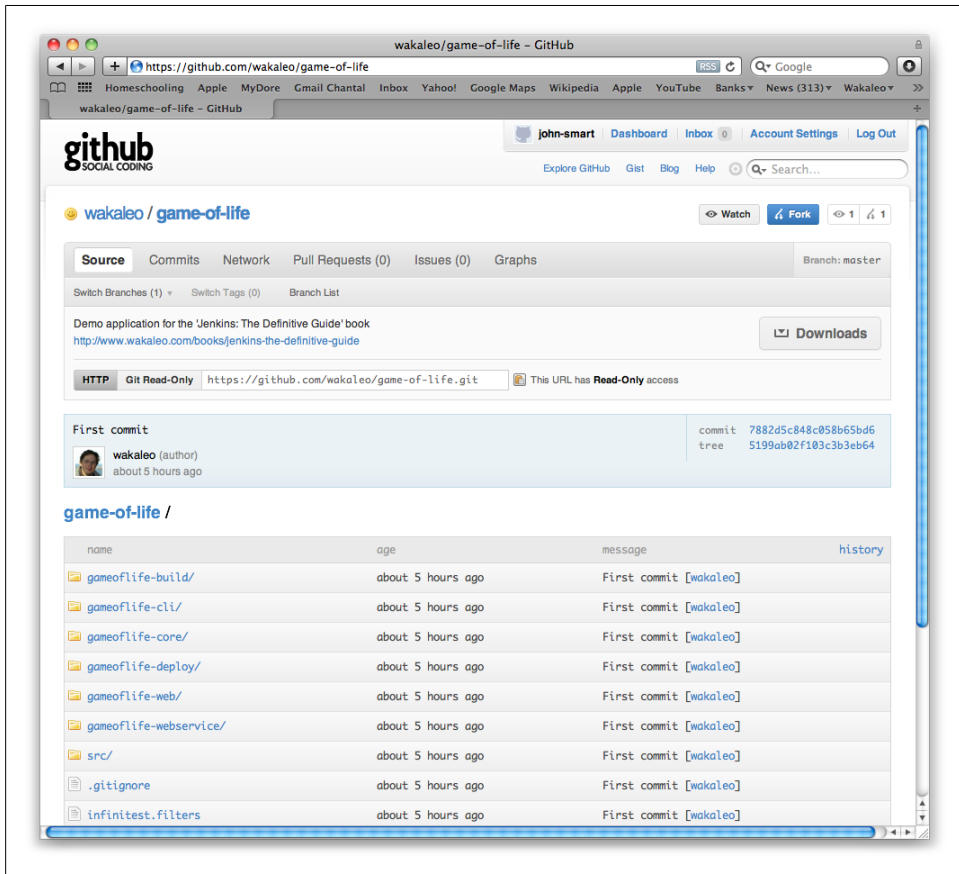 wakaleo/game-of-life – GitHub
https://github.com/wakaleo/game-of-life RSS Google
Homeschooling Apple MyDore Gmail Chantal Inbox Yahoo! Google Maps Wikipedia Apple YouTube Banks News (313) Wakaleo
wakaleo/game-of-life – GitHub
github
SOCIAL CODING
john-smart Dashboard Inbox 0 Account Settings Log Out
Explore GitHub Gist Blog Help Search...
wakaleo / game-of-life Watch Fork 1 1
Source Commits Network Pull Requests (0) Issues (0) Graphs Branch: master
Switch Branches (1) Switch Tags (0) Branch List
Demo application for the 'Jenkins: The Definitive Guide' book
http://www.wakaleo.com/books/jenkins-the-definitive-guide
Downloads
HTTP Git Read-Only https://github.com/wakaleo/game-of-life.git This URL has Read-Only access
First commit
wakaleo (author)
about 5 hours ago
commit 7882d5c848c058b65bd6
tree 5199ab02f103c3b3eb64
game-of-life /
name age message history
gameoflife-build/ about 5 hours ago First commit [wakaleo]
gameoflife-cli/ about 5 hours ago First commit [wakaleo]
gameoflife-core/ about 5 hours ago First commit [wakaleo]
gameoflife-deploy/ about 5 hours ago First commit [wakaleo]
gameoflife-web/ about 5 hours ago First commit [wakaleo]
gameoflife-webservice/ about 5 hours ago First commit [wakaleo]
src/ about 5 hours ago First commit [wakaleo]
.gitignore about 5 hours ago First commit [wakaleo]
infinitest.filters about 5 hours ago First commit [wakaleo]